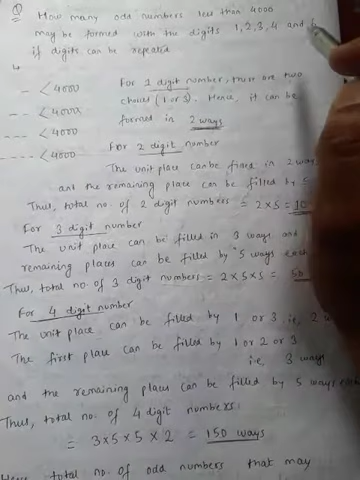 Q How many odd numbers less than 4000
may be formed with the digits 1,2,3,4 and
if digits can be repeated
_ < 4000 For 1 digit number, there are two
_ _ < 4000 choices (1 or 3). Hence it can be
_ _ _ < 4000 formed in 2 ways
_ _ _ _ < 4000 For 2 digit number
The unit place can be fixed in 2 ways
and the remaining place can be filled by 5
Thus, total no. of 2 digit numbers = 2×5 = 10
For 3 digit number
The unit place can be filled in 3 ways and
remaining places can be filled by 5 ways each
Thus, total no of 3 digit numbers = 2×5×5 = 50
For 4 digit number
The unit place can be filled by 1 or 3 i.e, 2
The first place can be filled by 1 or 2 or 3
i.e, 3 ways
and the remaining places can be filled by 5 ways each
Thus, total no. of 4 digit numbers
= 3×5×5×2 = 150 ways
Hence total no. of odd numbers that may